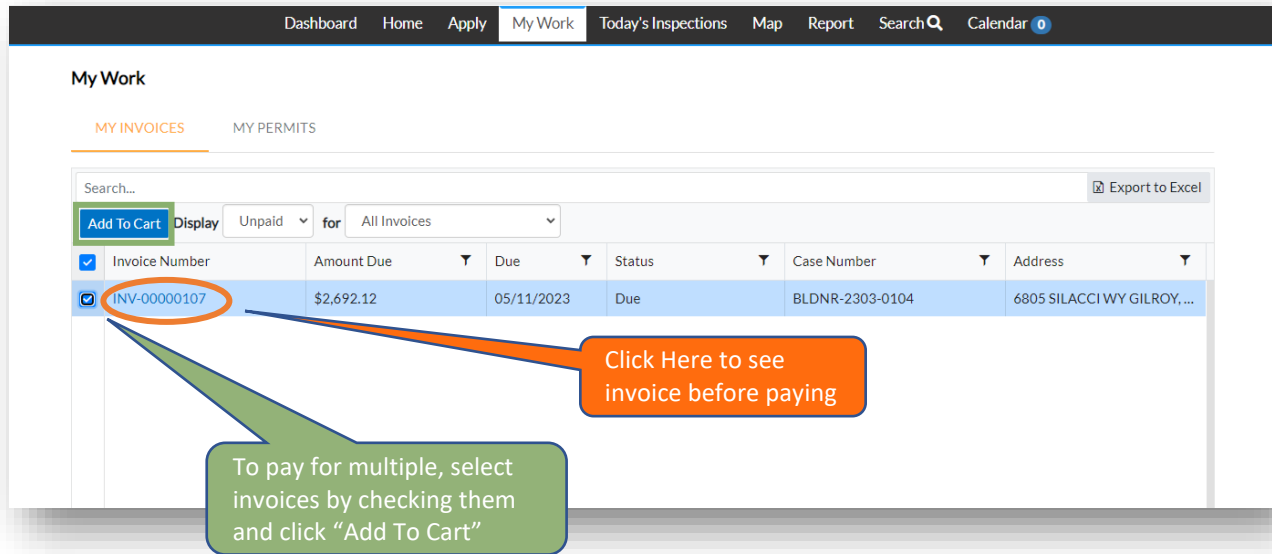 Dashboard Home Apply My Work Today's Inspections Map Report Search Calendar 0
My Work
MY INVOICES MY PERMITS
Search... Export to Excel
Add To Cart Display Unpaid for All Invoices
Invoice Number Amount Due Due Status Case Number Address
INV-00000107 $2,692.12 05/11/2023 Due BLDNR-2303-0104 6805 SILACCI WY GILROY, ...
Click Here to see
invoice before paying
To pay for multiple, select
invoices by checking them
and click “Add To Cart”